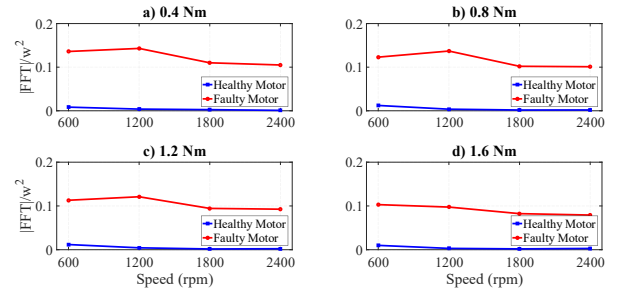 a) 0.4 Nm
0.2
0.1
0
|FFT|/w²
Healthy Motor
Faulty Motor
600 1200 1800 2400
b) 0.8 Nm
0.2
0.1
0
Healthy Motor
Faulty Motor
600 1200 1800 2400
c) 1.2 Nm
0.2
0.1
0
|FFT|/w²
Healthy Motor
Faulty Motor
600 1200 1800 2400
Speed (rpm)
d) 1.6 Nm
0.2
0.1
0
Healthy Motor
Faulty Motor
600 1200 1800 2400
Speed (rpm)